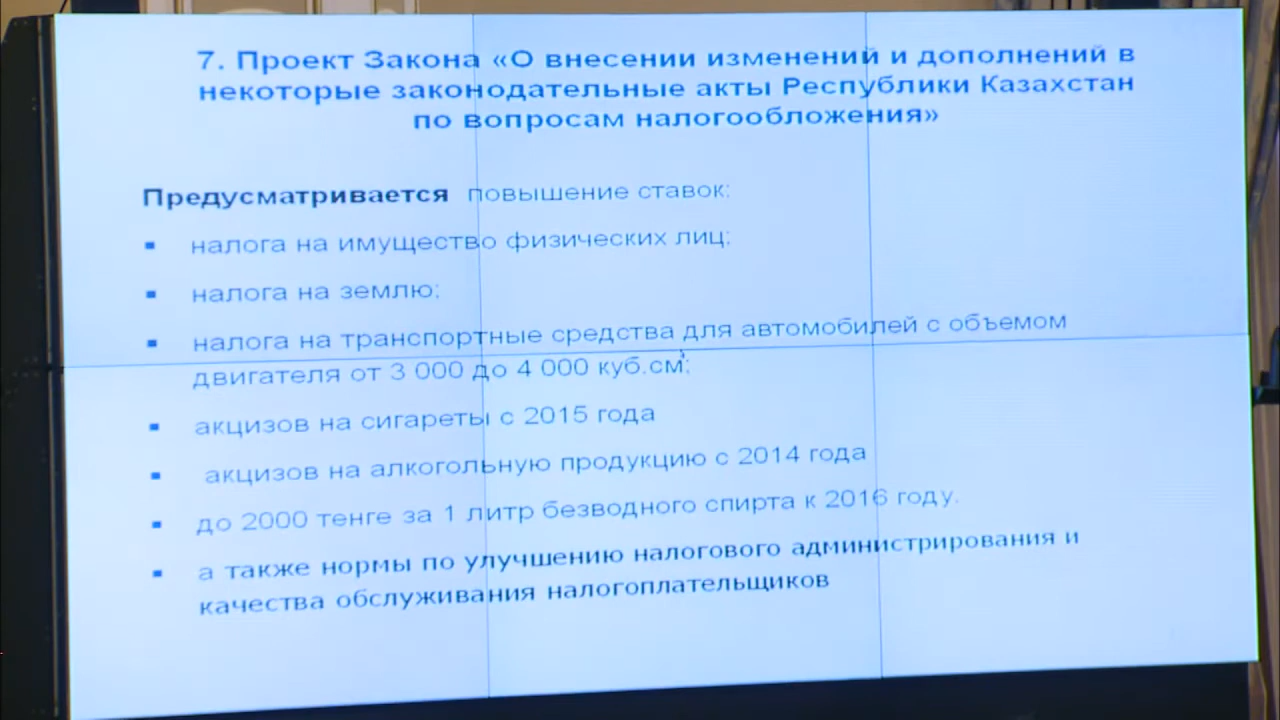 7. Проект Закона «О внесении изменений и дополнений в
некоторые законодательные акты Республики Казахстан
по вопросам налогообложения»
Предусматривается повышение ставок:
▪ налога на имущество физических лиц;
▪ налога на землю;
▪ налога на транспортные средства для автомобилей с объемом
двигателя от 3 000 до 4 000 куб.см;
▪ акцизов на сигареты с 2015 года
▪ акцизов на алкогольную продукцию с 2014 года
▪ до 2000 тенге за 1 литр безводного спирта к 2016 году.
▪ а также нормы по улучшению налогового администрирования и
качества обслуживания налогоплательщиков